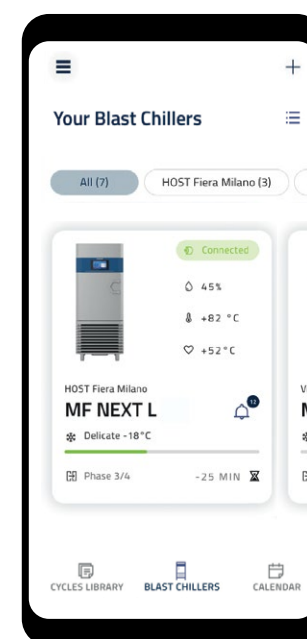 Your Blast Chillers
All (7)
HOST Fiera Milano (3)
Connected
45%
+82 °C
+52°C
HOST Fiera Milano
MF NEXT L
12
Delicate -18°C
Phase 3/4
-25 MIN
CYCLES LIBRARY
BLAST CHILLERS
CALENDAR